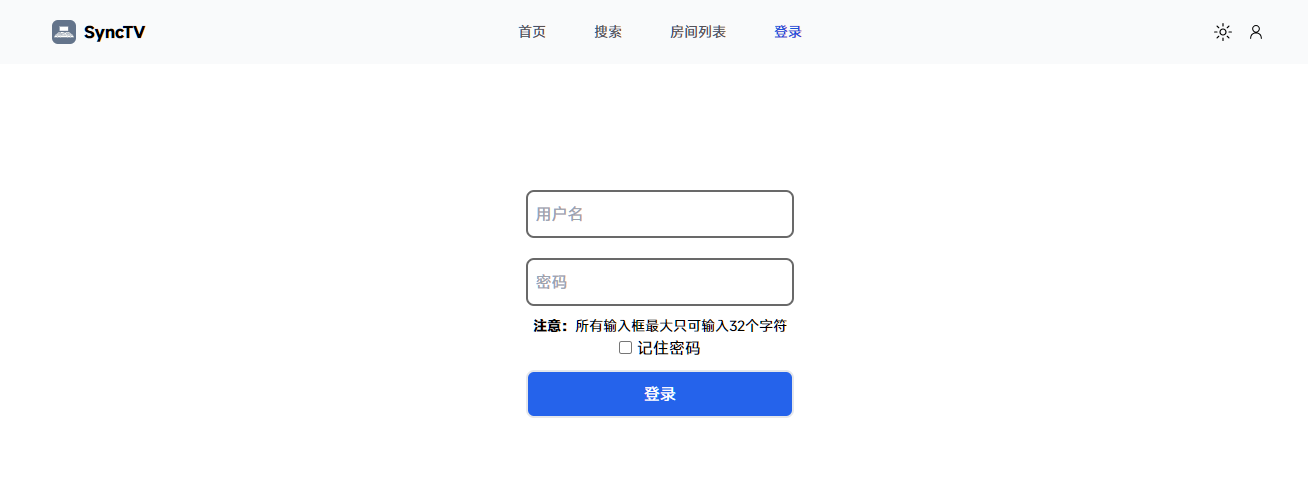 SyncTV 首页 搜索 房间列表 登录
用户名
密码
注意：所有输入框最大只可输入32个字符
记住密码
登录